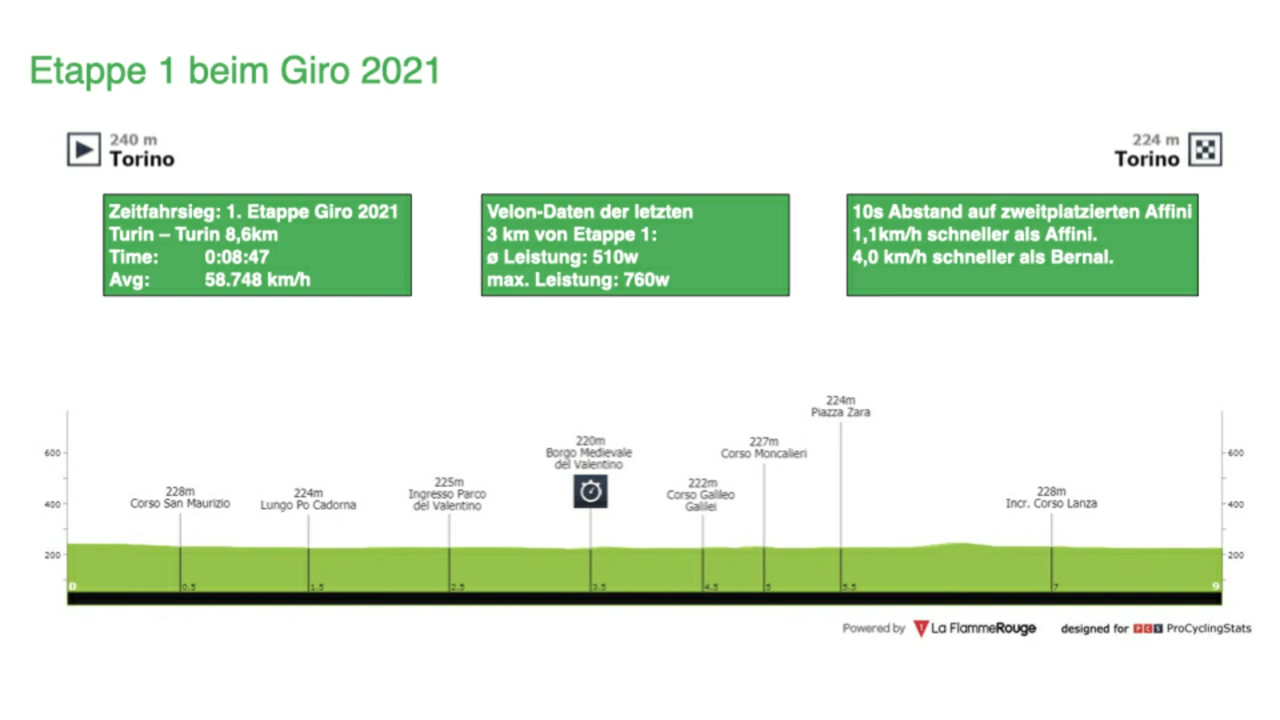 Etappe 1 beim Giro 2021
240 m
Torino
224 m
Torino
Zeitfahrsieg: 1. Etappe Giro 2021
Turin – Turin 8,6km
Time: 0:08:47
Avg: 58.748 km/h
Velon-Daten der letzten
3 km von Etappe 1:
ø Leistung: 510w
max. Leistung: 760w
10s Abstand auf zweitplatzierten Affini
1,1km/h schneller als Affini.
4,0 km/h schneller als Bernal.
224m
Piazza Zara
220m
Borgo Medievale
del Valentino
227m
Corso Moncalieri
228m
Corso San Maurizio
224m
Lungo Po Cadorna
225m
Ingresso Parco
del Valentino
222m
Corso Galileo
Galilei
228m
Incr. Corso Lanza
600
400
200
600
400
200
0 0.5 1.5 2.5 3.5 4.5 5 5.5 7 9
Powered by La FlammeRouge designed for PCS ProCyclingStats